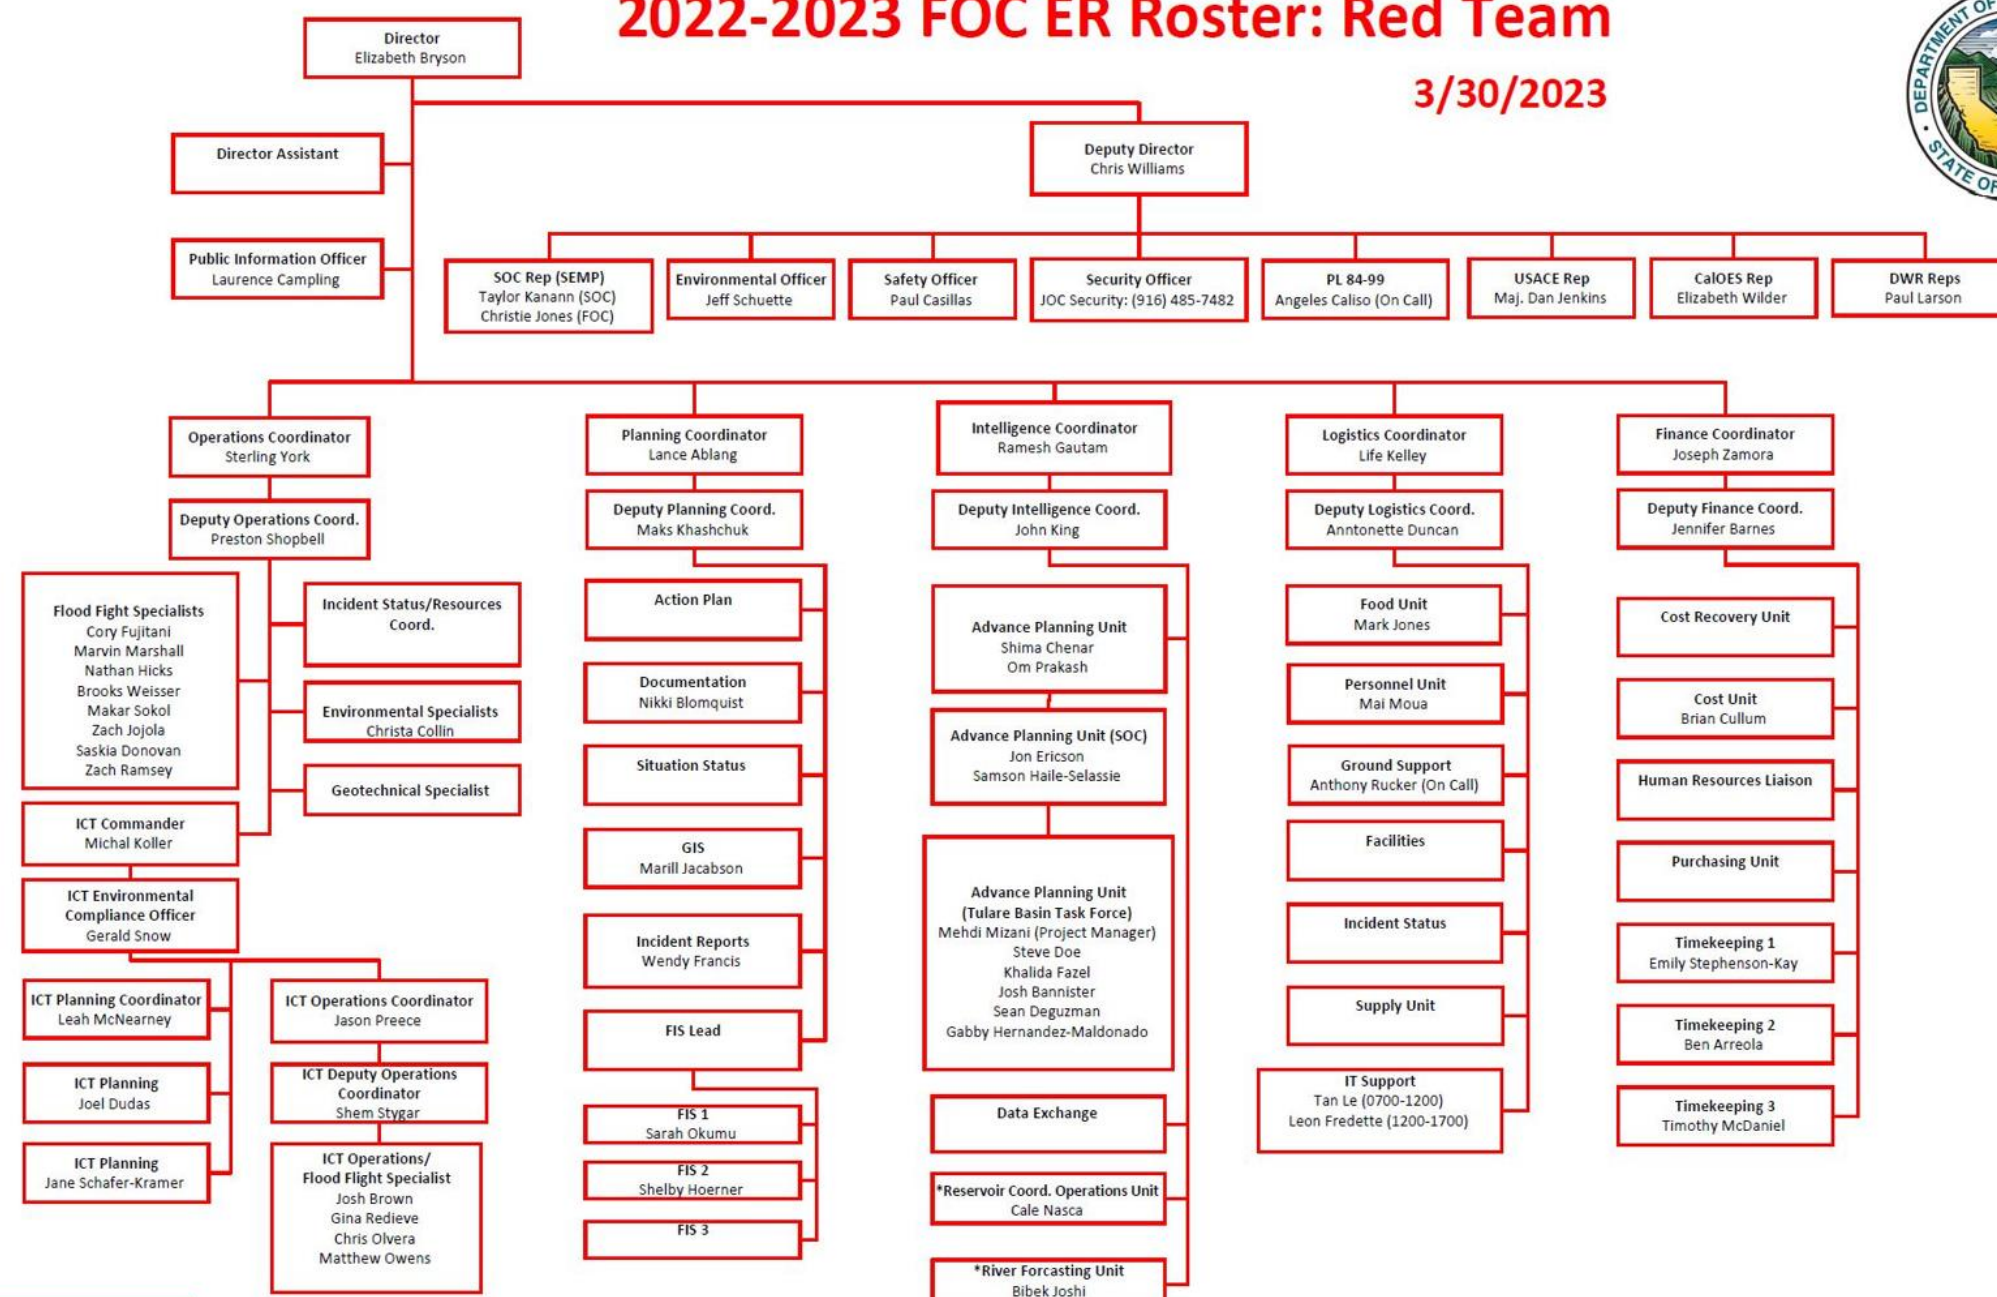 2022-2023 FOC ER Roster: Red Team
3/30/2023
DEPARTMENT OF
STATE OF
Director
Elizabeth Bryson
Director Assistant
Deputy Director
Chris Williams
Public Information Officer
Laurence Campling
SOC Rep (SEMP)
Taylor Kanann (SOC)
Christie Jones (FOC)
Environmental Officer
Jeff Schuette
Safety Officer
Paul Casillas
Security Officer
JOC Security: (916) 485-7482
PL 84-99
Angeles Caliso (On Call)
USACE Rep
Maj. Dan Jenkins
CalOES Rep
Elizabeth Wilder
DWR Reps
Paul Larson
Operations Coordinator
Sterling York
Deputy Operations Coord.
Preston Shopbell
Flood Fight Specialists
Cory Fujitani
Marvin Marshall
Nathan Hicks
Brooks Weisser
Makar Sokol
Zach Jojola
Saskia Donovan
Zach Ramsey
Incident Status/Resources
Coord.
Environmental Specialists
Christa Collin
Geotechnical Specialist
ICT Commander
Michal Koller
ICT Environmental
Compliance Officer
Gerald Snow
ICT Planning Coordinator
Leah McNearney
ICT Planning
Joel Dudas
ICT Planning
Jane Schafer-Kramer
ICT Operations Coordinator
Jason Preece
ICT Deputy Operations
Coordinator
Shem Stygar
ICT Operations/
Flood Flight Specialist
Josh Brown
Gina Redieve
Chris Olvera
Matthew Owens
Planning Coordinator
Lance Ablang
Deputy Planning Coord.
Maks Khashchuk
Action Plan
Documentation
Nikki Blomquist
Situation Status
GIS
Marill Jacabson
Incident Reports
Wendy Francis
FIS Lead
FIS 1
Sarah Okumu
FIS 2
Shelby Hoerner
FIS 3
Intelligence Coordinator
Ramesh Gautam
Deputy Intelligence Coord.
John King
Advance Planning Unit
Shima Chenar
Om Prakash
Advance Planning Unit (SOC)
Jon Ericson
Samson Haile-Selassie
Advance Planning Unit
(Tulare Basin Task Force)
Mehdi Mizani (Project Manager)
Steve Doe
Khalida Fazel
Josh Bannister
Sean Deguzman
Gabby Hernandez-Maldonado
Data Exchange
*Reservoir Coord. Operations Unit
Cale Nasca
*River Forcasting Unit
Bibek Joshi
Logistics Coordinator
Life Kelley
Deputy Logistics Coord.
Anntonette Duncan
Food Unit
Mark Jones
Personnel Unit
Mai Moua
Ground Support
Anthony Rucker (On Call)
Facilities
Incident Status
Supply Unit
IT Support
Tan Le (0700-1200)
Leon Fredette (1200-1700)
Finance Coordinator
Joseph Zamora
Deputy Finance Coord.
Jennifer Barnes
Cost Recovery Unit
Cost Unit
Brian Cullum
Human Resources Liaison
Purchasing Unit
Timekeeping 1
Emily Stephenson-Kay
Timekeeping 2
Ben Arreola
Timekeeping 3
Timothy McDaniel